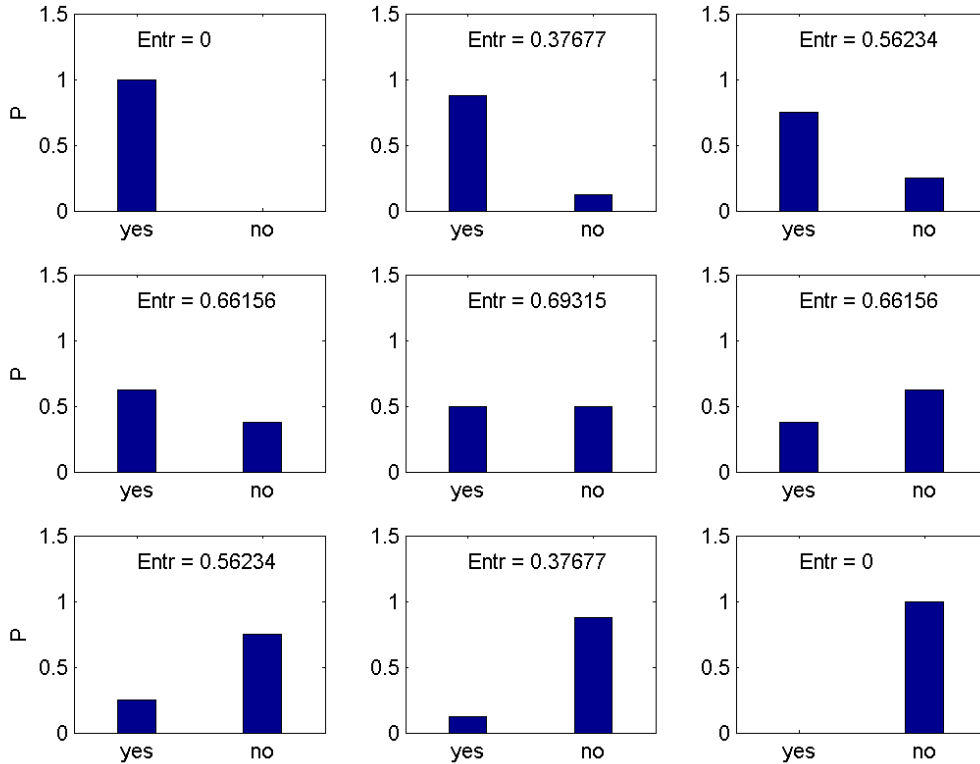 1.5
1
0.5
0
P
Entr = 0
yes no
1.5
1
0.5
0
Entr = 0.37677
yes no
1.5
1
0.5
0
Entr = 0.56234
yes no
1.5
1
0.5
0
P
Entr = 0.66156
yes no
1.5
1
0.5
0
Entr = 0.69315
yes no
1.5
1
0.5
0
Entr = 0.66156
yes no
1.5
1
0.5
0
P
Entr = 0.56234
yes no
1.5
1
0.5
0
Entr = 0.37677
yes no
1.5
1
0.5
0
Entr = 0
yes no